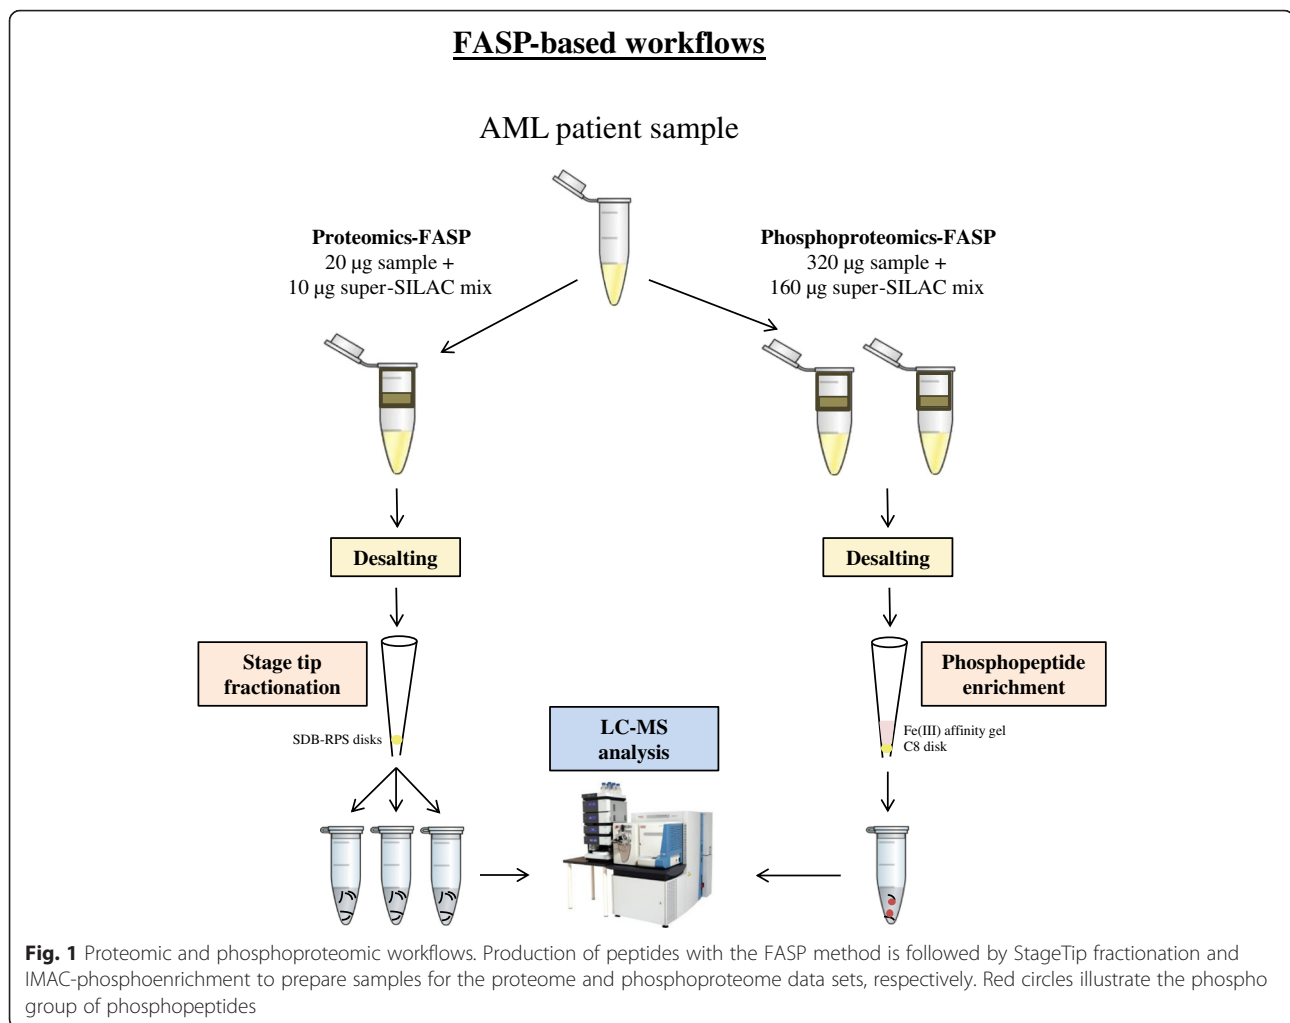 FASP-based workflows
AML patient sample
Proteomics-FASP
20 µg sample +
10 µg super-SILAC mix
Phosphoproteomics-FASP
320 µg sample +
160 µg super-SILAC mix
Desalting
Desalting
Stage tip
fractionation
SDB-RPS disks
LC-MS
analysis
Phosphopeptide
enrichment
Fe(III) affinity gel
C8 disk
Fig. 1 Proteomic and phosphoproteomic workflows. Production of peptides with the FASP method is followed by StageTip fractionation and
IMAC-phosphoenrichment to prepare samples for the proteome and phosphoproteome data sets, respectively. Red circles illustrate the phospho
group of phosphopeptides